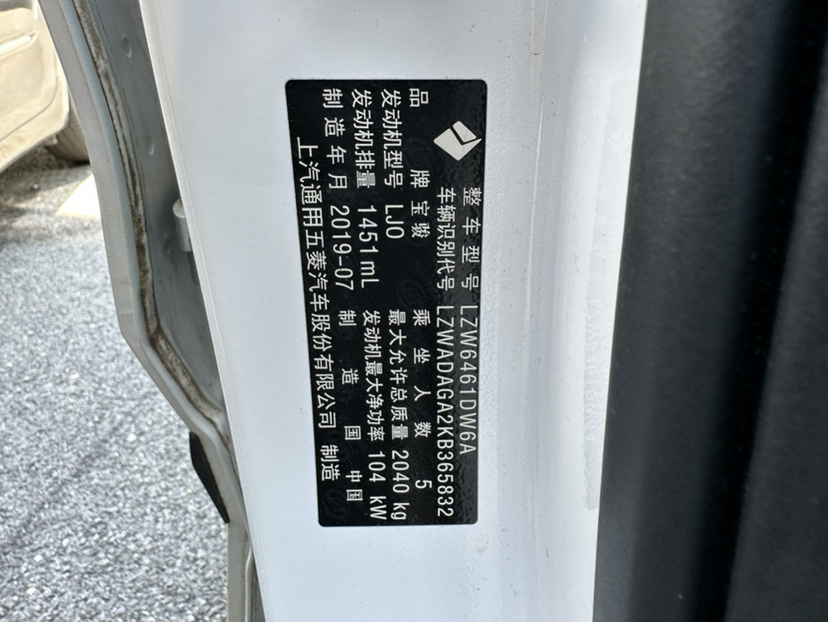 整车型号 LZW6461DW6A
车辆识别代号 LZWADAGA2KB365832
品牌 宝骏 乘坐人数 5
发动机型号 LJO 最大允许总质量 2040 kg
发动机排量 1451mL 发动机最大净功率 104 kW
制造年月 2019-07 制造国 中国
上汽通用五菱汽车股份有限公司 制造